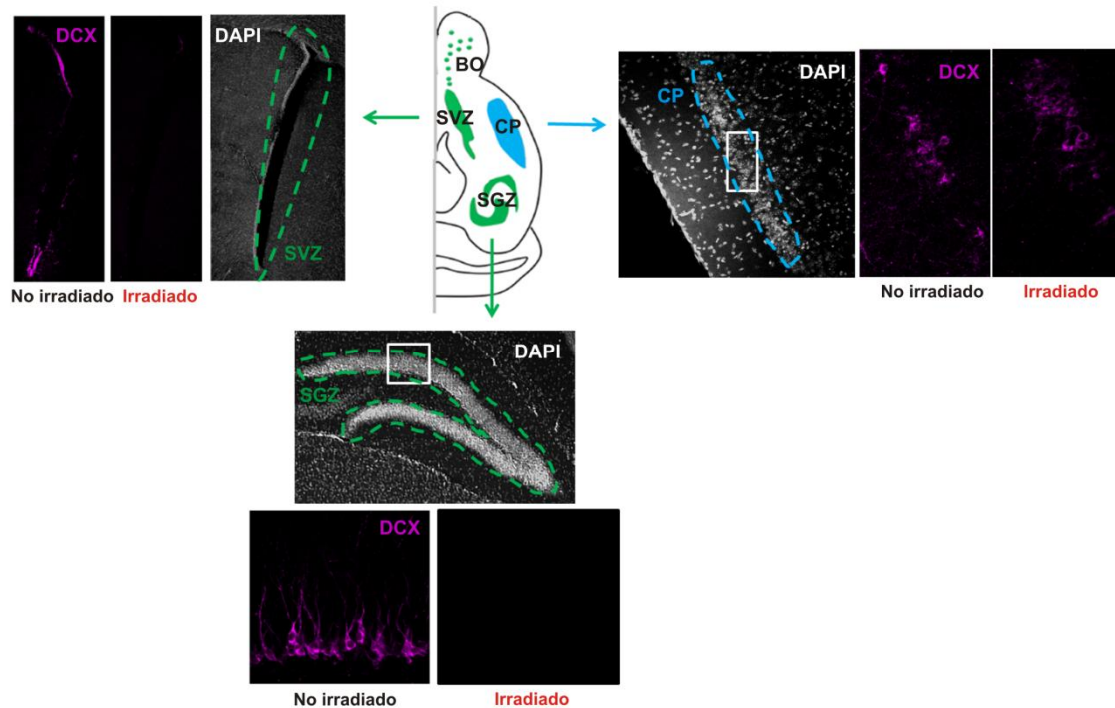 DCX
DAPI
SVZ
No irradiado
Irradiado
BO
SVZ
CP
SGZ
DAPI
CP
DCX
No irradiado
Irradiado
DAPI
SGZ
DCX
No irradiado
Irradiado